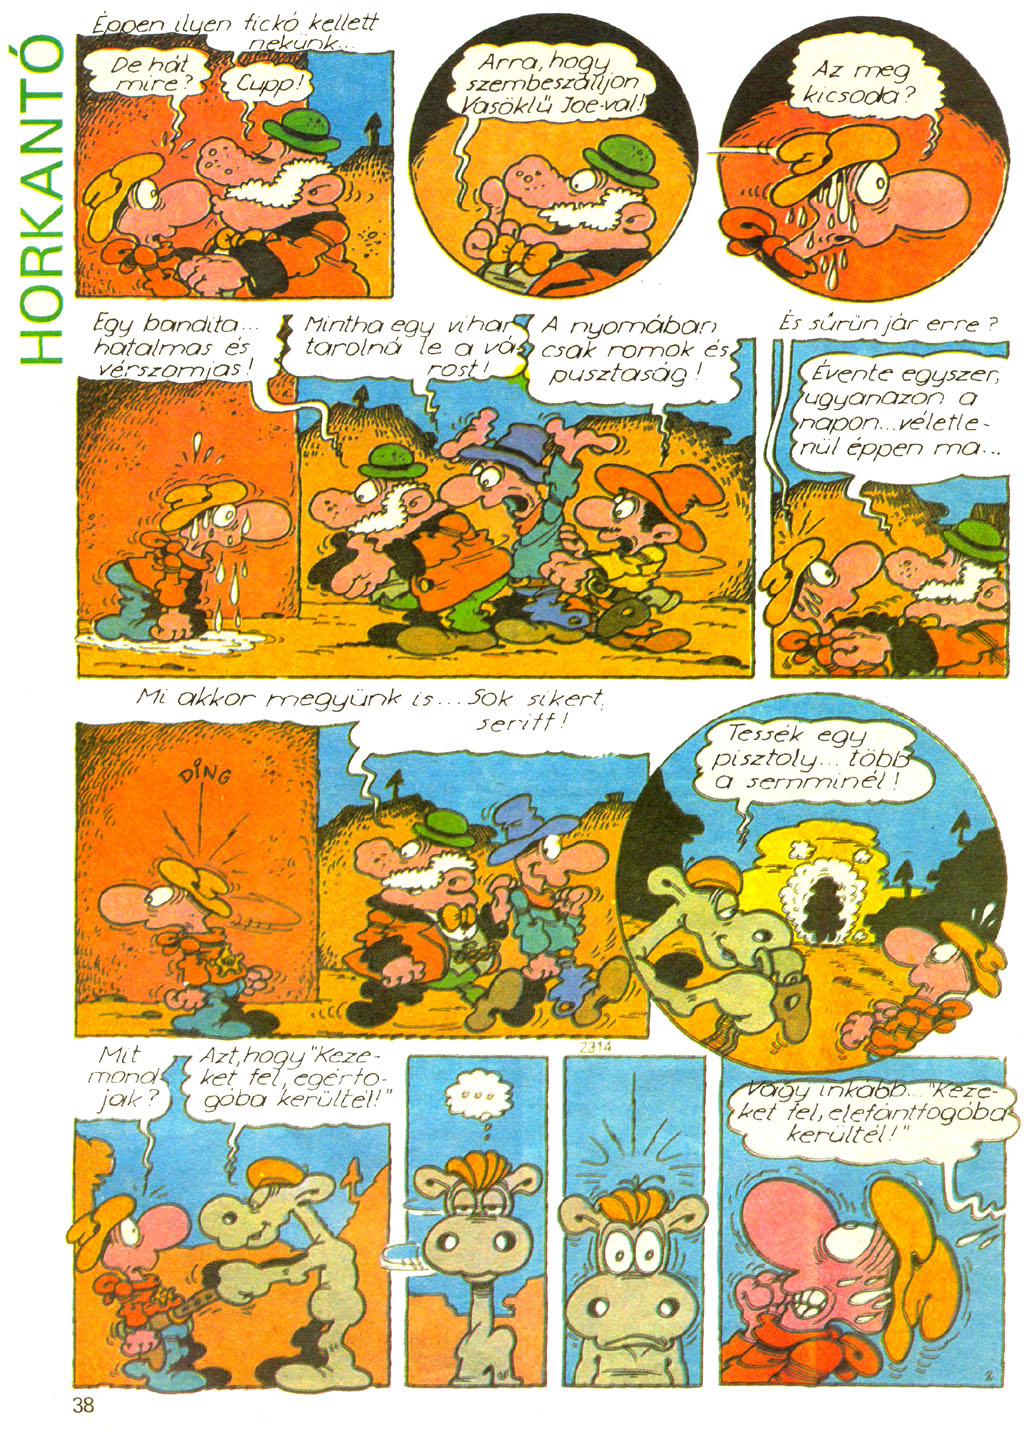 HORKANTÓ
Éppen ilyen fickó kellett
nekünk...
De hát
mire?
Cupp!
Arra, hogy
szembeszálljon
Vasöklű Joe-val!
Az meg
kicsoda?
Egy bandita...
hatalmas és
vérszomjas!
Mintha egy vihar
tarolná le a vá-
rost!
A nyomában
csak romok és
pusztaság!
És sűrün jár erre?
Évente egyszer,
ugyanazon a
napon...véletle-
nül éppen ma...
Mi akkor megyünk is... Sok sikert,
seriff!
DING
Tessék egy
pisztoly... több
a semminél!
2314
Mit
mond-
jak?
Azt, hogy "Keze-
ket fel, egérfo-
góba kerültél!"
...
Vagy inkább... "Keze-
ket fel, elefántfogóba
kerültél!"
2
38